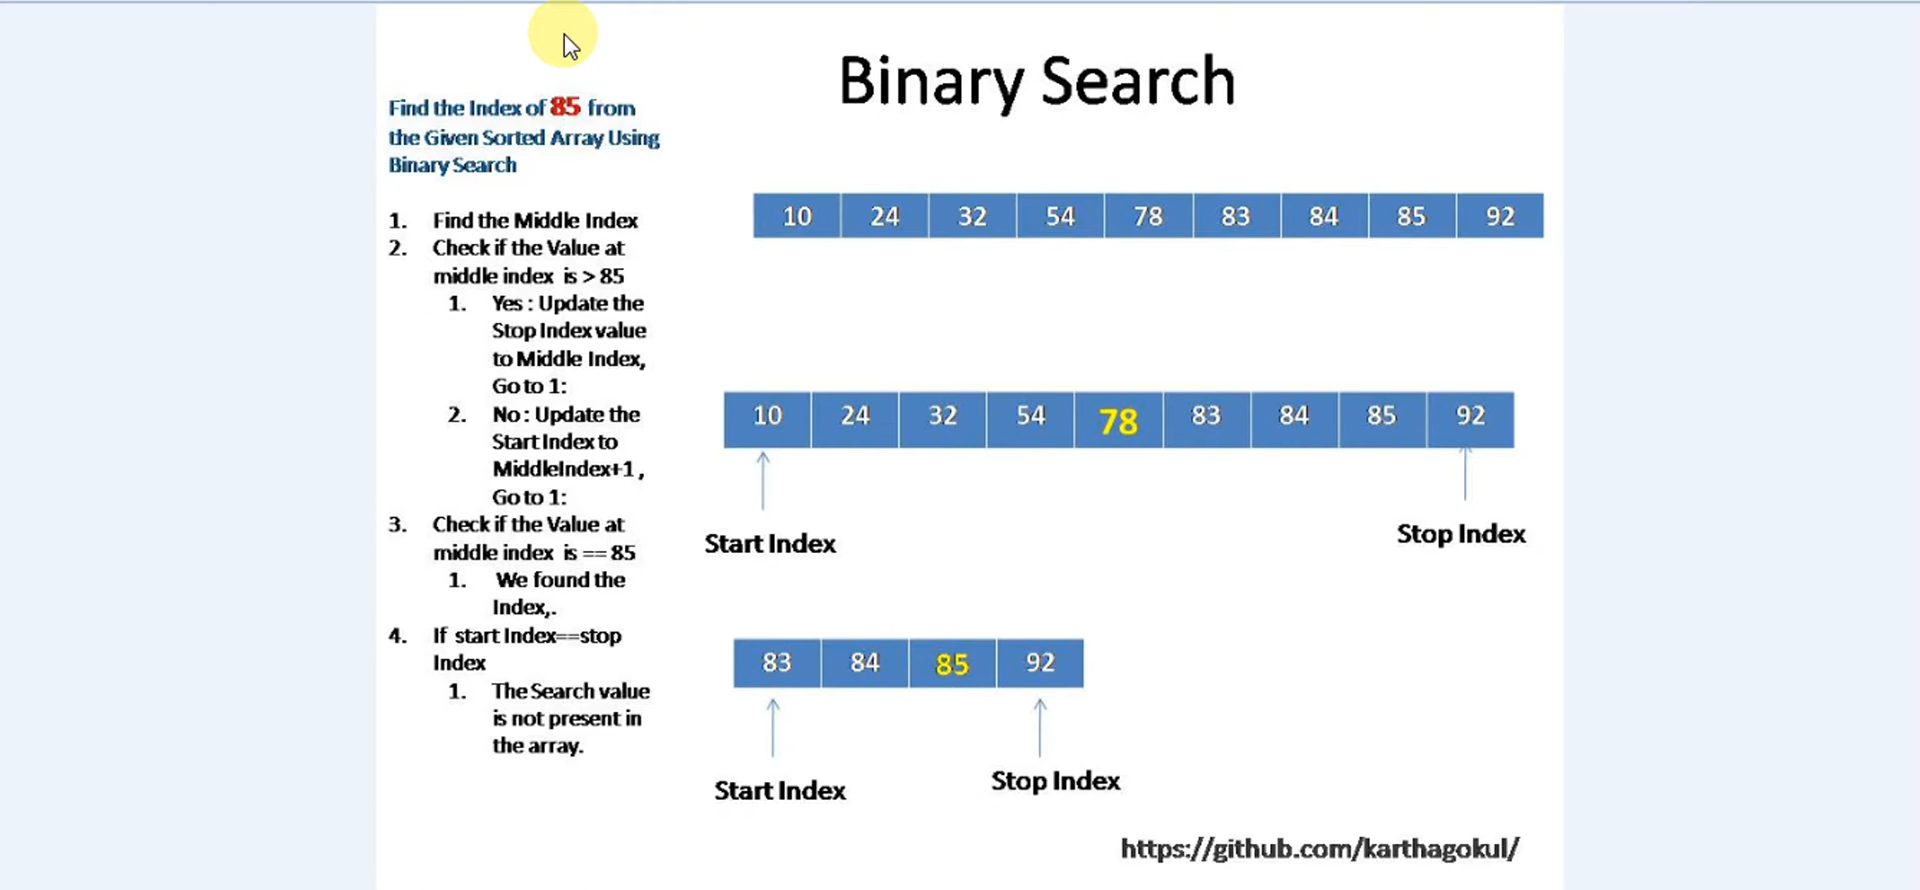 Binary Search
Find the Index of 85 from
the Given Sorted Array Using
Binary Search
1. Find the Middle Index
2. Check if the Value at
middle index is > 85
1. Yes : Update the
Stop Index value
to Middle Index,
Go to 1:
2. No : Update the
Start Index to
MiddleIndex+1 ,
Go to 1:
3. Check if the Value at
middle index is == 85
1. We found the
Index,.
4. If start Index==stop
Index
1. The Search value
is not present in
the array.
10 24 32 54 78 83 84 85 92
10 24 32 54 78 83 84 85 92
Start Index
Stop Index
83 84 85 92
Start Index
Stop Index
https://github.com/karthagokul/